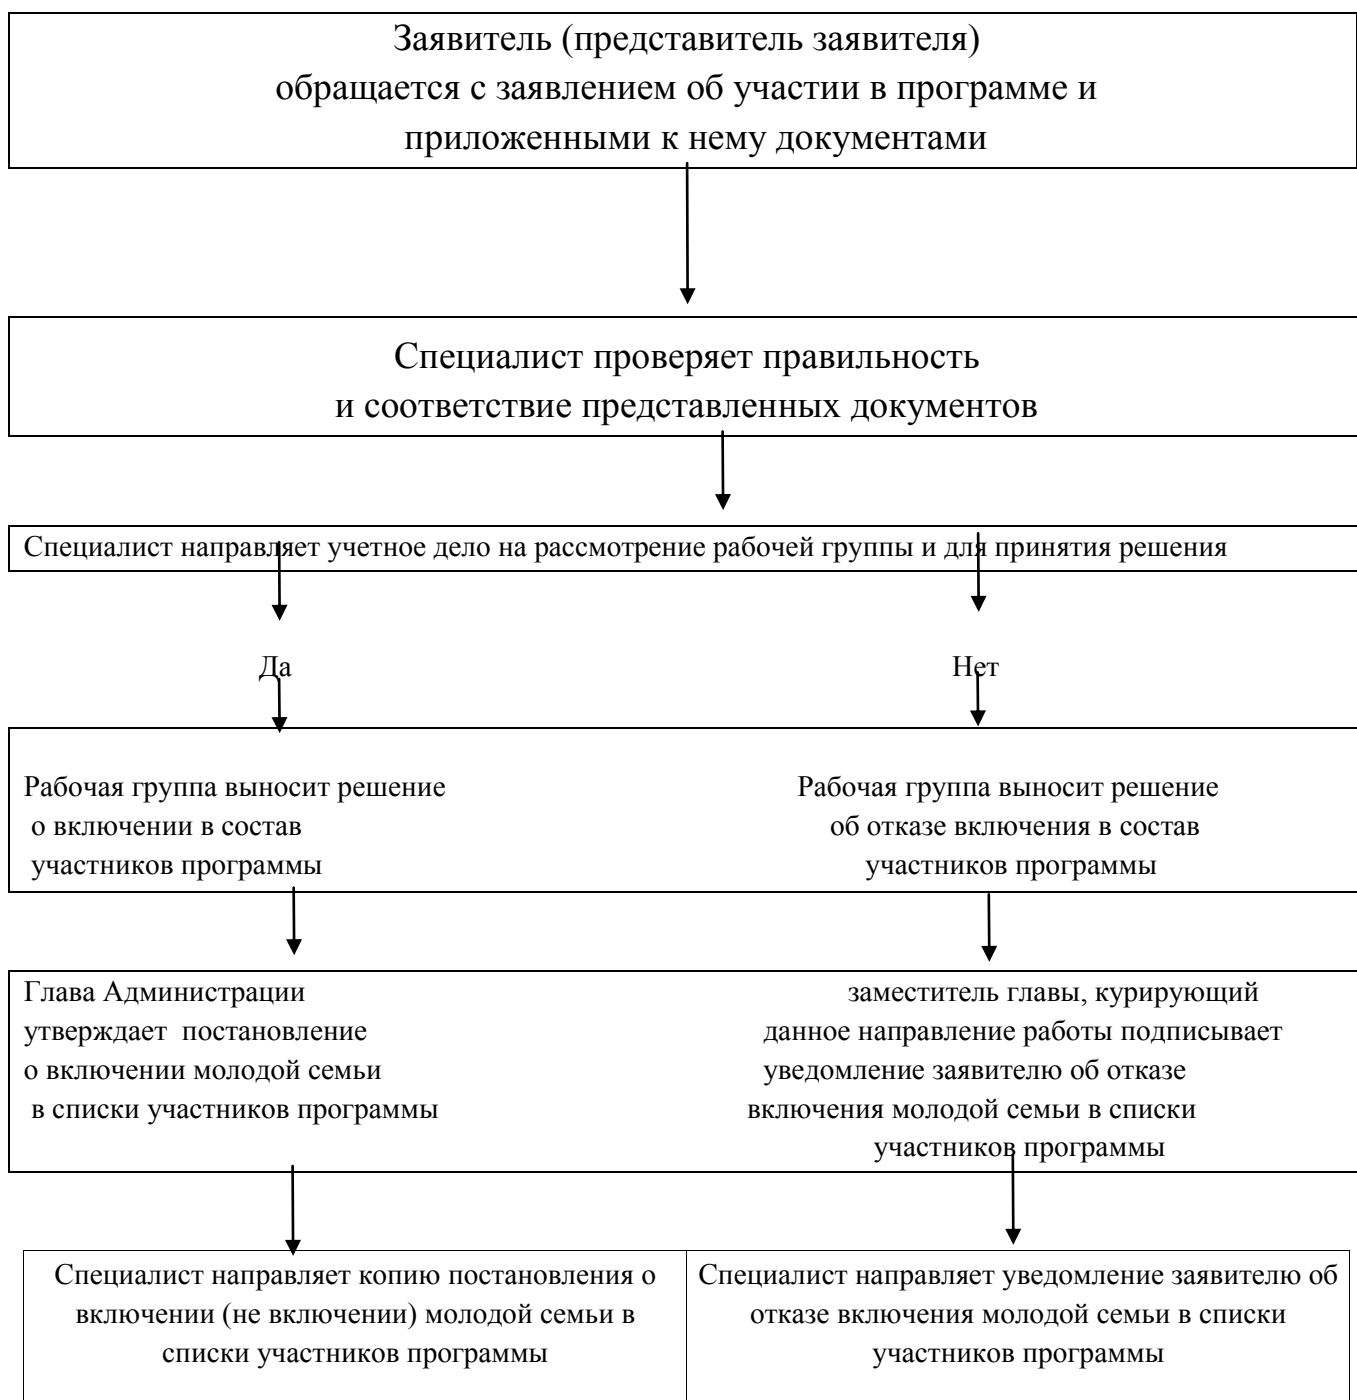 Заявитель (представитель заявителя)
обращается с заявлением об участии в программе и
приложенными к нему документами
Специалист проверяет правильность
и соответствие представленных документов
Специалист направляет учетное дело на рассмотрение рабочей группы и для принятия решения
Да
Нет
Рабочая группа выносит решение
о включении в состав
участников программы
Рабочая группа выносит решение
об отказе включения в состав
участников программы
Глава Администрации
утверждает постановление
о включении молодой семьи
в списки участников программы
заместитель главы, курирующий
данное направление работы подписывает
уведомление заявителю об отказе
включения молодой семьи в списки
участников программы
Специалист направляет копию постановления о
включении (не включении) молодой семьи в
списки участников программы
Специалист направляет уведомление заявителю об
отказе включения молодой семьи в списки
участников программы